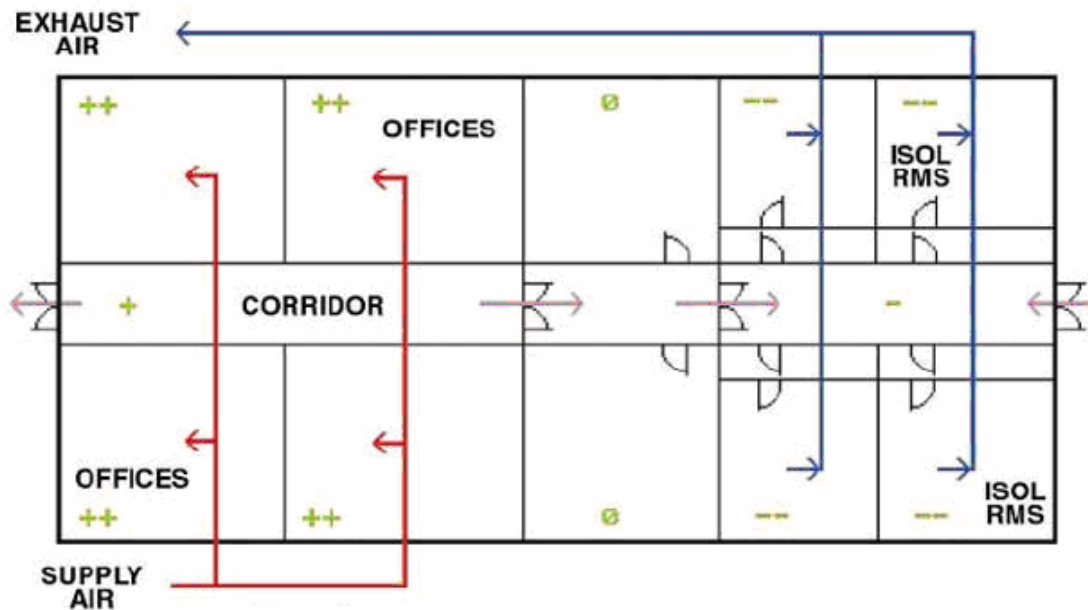 EXHAUST
AIR
++
++
Ø
--
--
OFFICES
ISOL
RMS
+
CORRIDOR
-
OFFICES
++
++
Ø
--
--
ISOL
RMS
SUPPLY
AIR